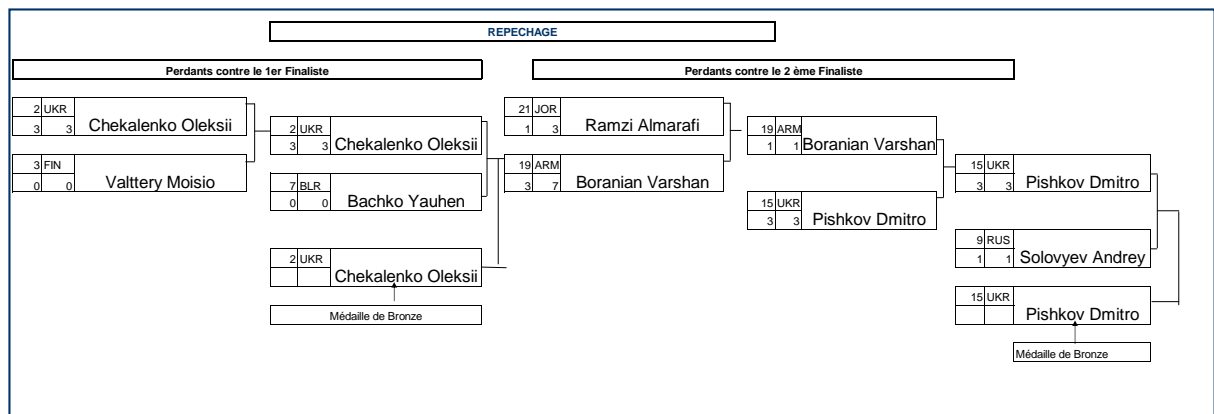 REPECHAGE
Perdants contre le 1er Finaliste
Perdants contre le 2 ème Finaliste
2 UKR
3 3 Chekalenko Oleksii
3 FIN
0 0 Valttery Moisio
2 UKR
3 3 Chekalenko Oleksii
7 BLR
0 0 Bachko Yauhen
2 UKR
Chekalenko Oleksii
Médaille de Bronze
21 JOR
1 3 Ramzi Almarafi
19 ARM
3 7 Boranian Varshan
19 ARM
1 1 Boranian Varshan
15 UKR
3 3 Pishkov Dmitro
15 UKR
3 3 Pishkov Dmitro
9 RUS
1 1 Solovyev Andrey
15 UKR
Pishkov Dmitro
Médaille de Bronze